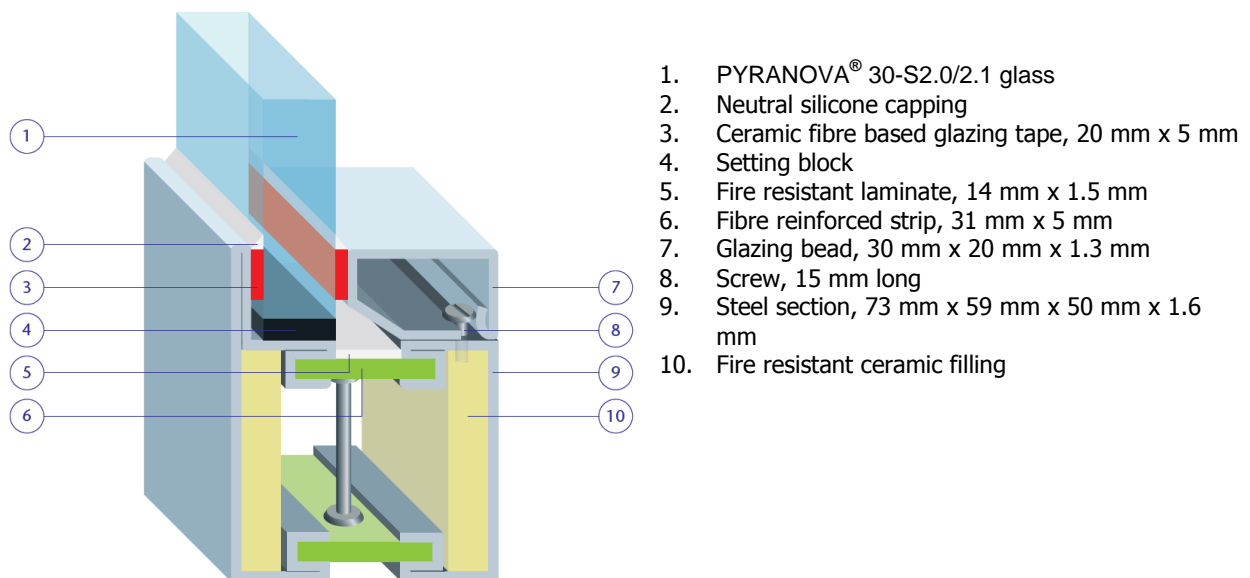 1
2
3
4
5
6
7
8
9
10
1. PYRANOVA® 30-S2.0/2.1 glass
2. Neutral silicone capping
3. Ceramic fibre based glazing tape, 20 mm x 5 mm
4. Setting block
5. Fire resistant laminate, 14 mm x 1.5 mm
6. Fibre reinforced strip, 31 mm x 5 mm
7. Glazing bead, 30 mm x 20 mm x 1.3 mm
8. Screw, 15 mm long
9. Steel section, 73 mm x 59 mm x 50 mm x 1.6
mm
10. Fire resistant ceramic filling